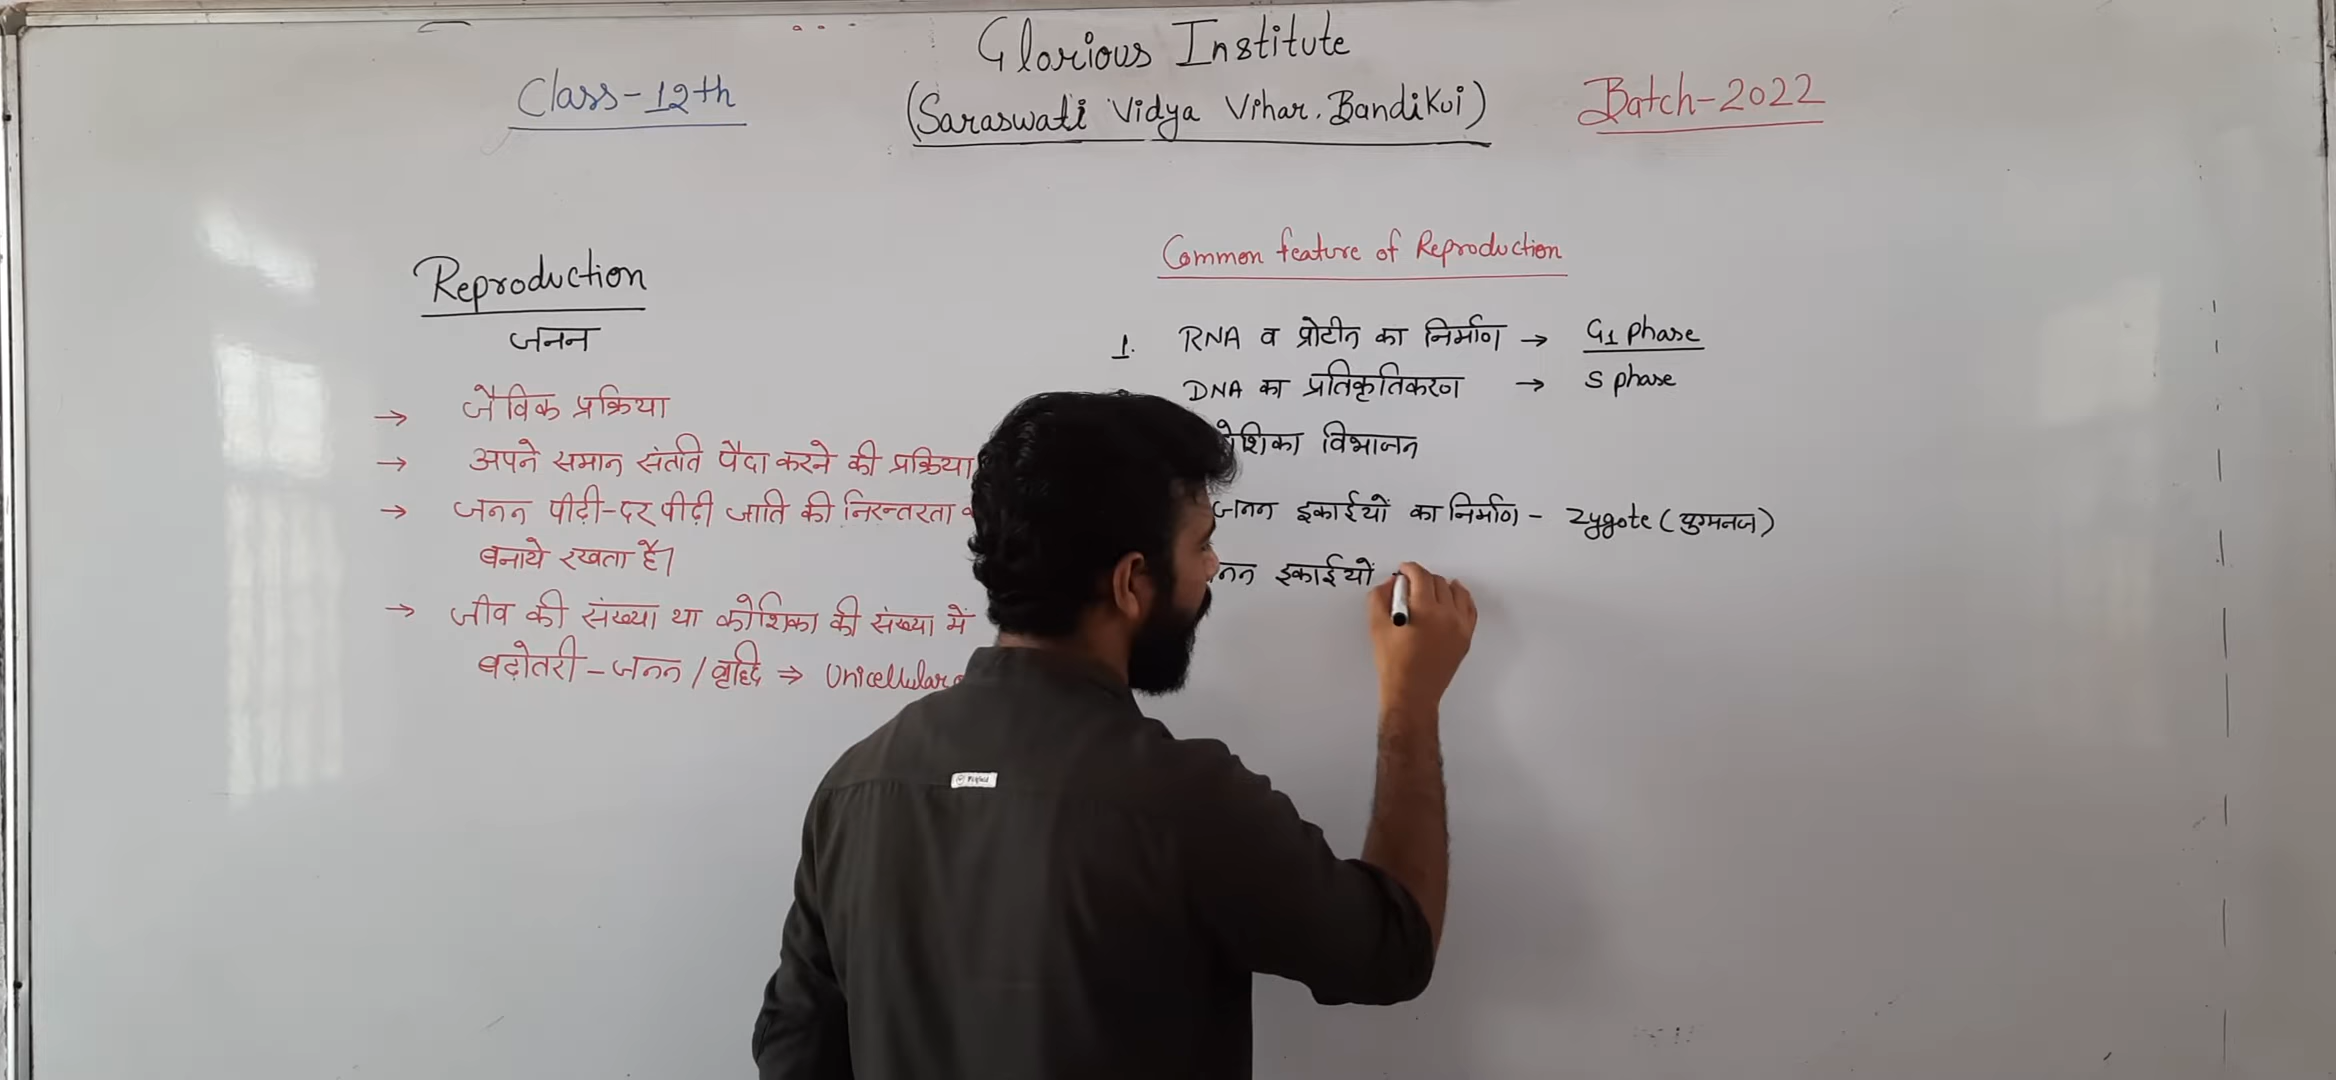 Glorious Institute
Class-12th
(Saraswati Vidya Vihar. Bandikui)
Batch-2022
Reproduction
जनन
→ जैविक प्रक्रिया
→ अपने समान संतति पैदा करने की प्रक्रिया
→ जनन पीढ़ी-दर पीढ़ी जाति की निरन्तरता
बनाये रखता है।
→ जीव की संख्या या कोशिका की संख्या में
बढ़ोतरी - जनन / वृद्धि ⇒ Unicellular
Common feature of Reproduction
1. RNA व प्रोटीन का निर्माण → G1 phase
DNA का प्रतिकृतिकरण → S phase
विभाजन
जनन इकाईयों का निर्माण - Zygote (युग्मनज)
इकाईयों